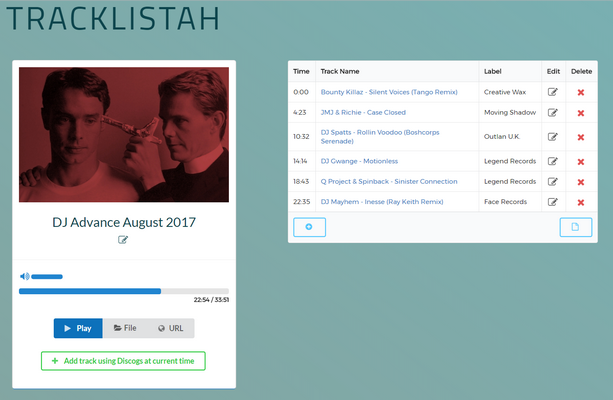 TRACKLISTAH
DJ Advance August 2017
22:54 / 33:51
Play File URL
+ Add track using Discogs at current time
Time Track Name Label Edit Delete
0:00 Bounty Killaz - Silent Voices (Tango Remix) Creative Wax
4:23 JMJ & Richie - Case Closed Moving Shadow
10:32 DJ Spatts - Rollin Voodoo (Boshcorps
Serenade) Outlan U.K.
14:14 DJ Gwange - Motionless Legend Records
18:43 Q Project & Spinback - Sinister Connection Legend Records
22:35 DJ Mayhem - Inesse (Ray Keith Remix) Face Records